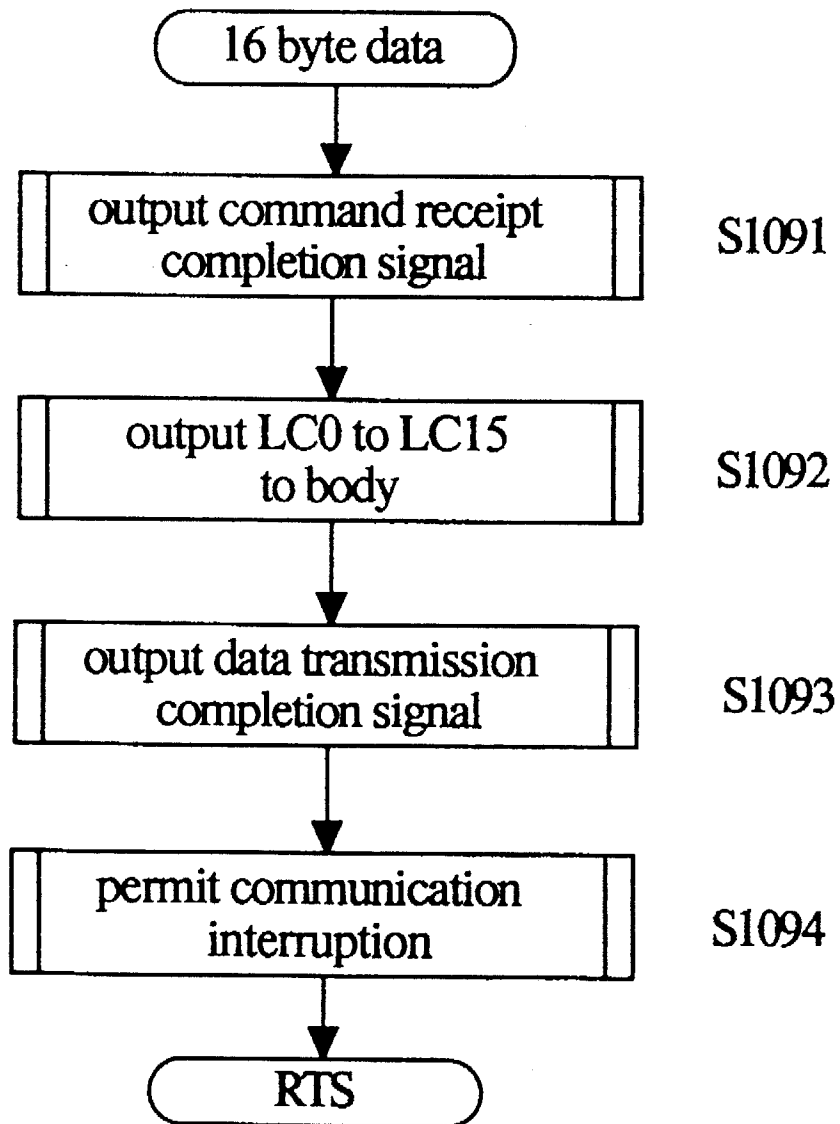 16 byte data
output command receipt
completion signal
S1091
output LC0 to LC15
to body
S1092
output data transmission
completion signal
S1093
permit communication
interruption
S1094
RTS